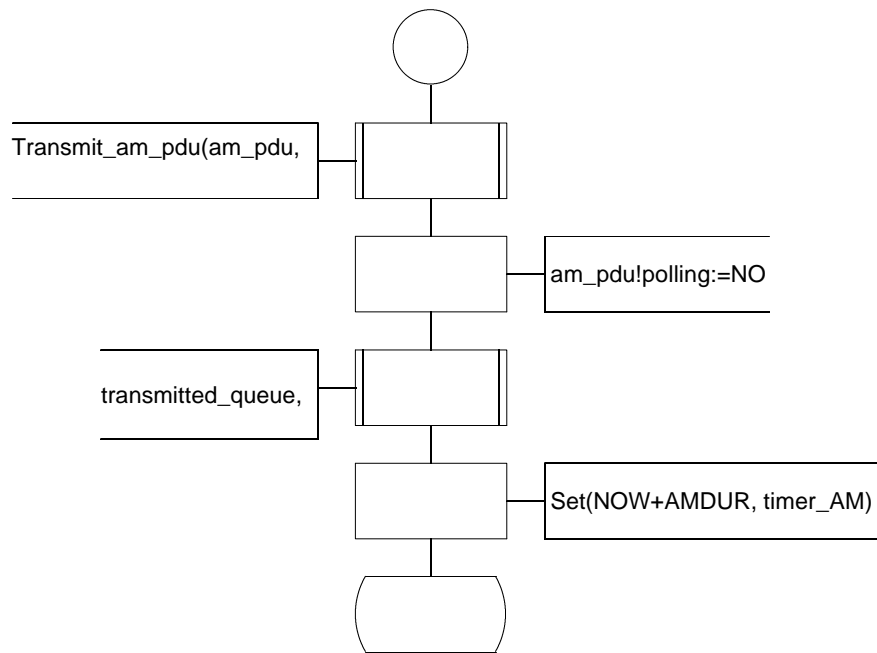 Transmit_am_pdu(am_pdu,
am_pdu!polling:=NO
transmitted_queue,
Set(NOW+AMDUR, timer_AM)